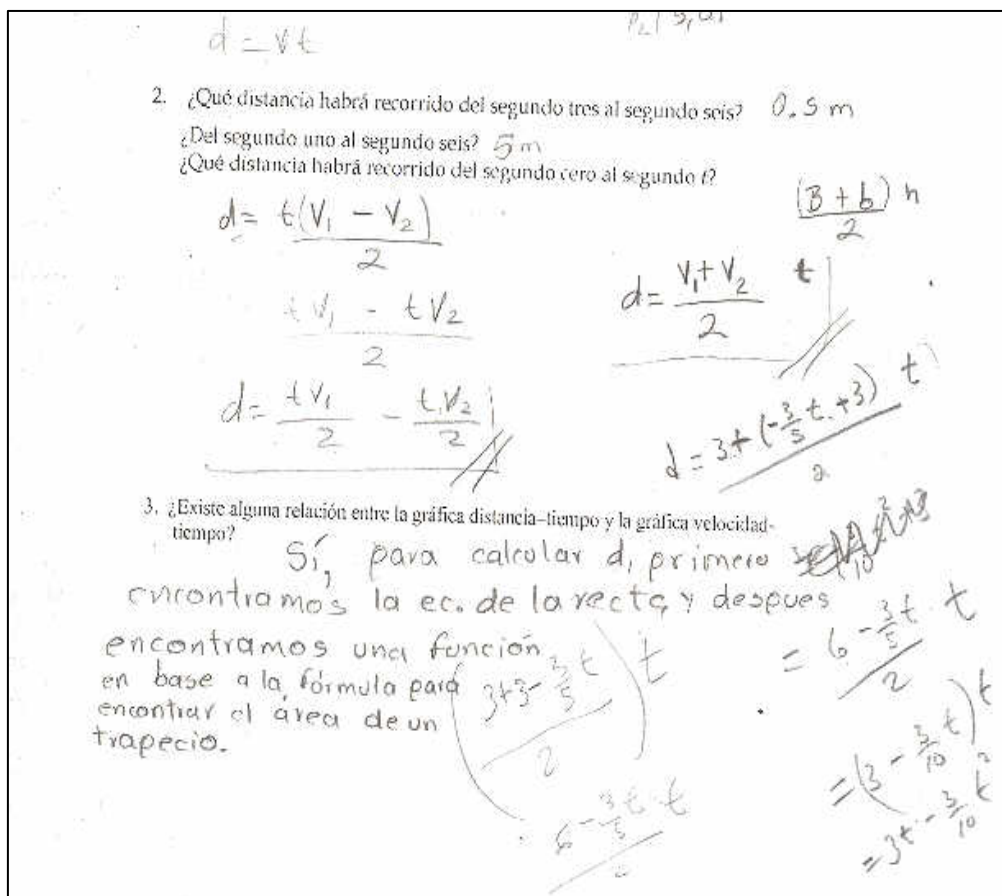 d = vt
2. ¿Qué distancia habrá recorrido del segundo tres al segundo seis? 0.5 m
¿Del segundo uno al segundo seis? 5 m
¿Qué distancia habrá recorrido del segundo cero al segundo t?
(B + b) h
2
d = t(V₁ - V₂)
2
tV₁ - tV₂
2
d = V₁ + V₂ t
2
d = tV₁ - tV₂
2 2
d = 3 + (-3/5 t + 3) t
2
3. ¿Existe alguna relación entre la gráfica distancia–tiempo y la gráfica velocidad-
tiempo?
Sí, para calcular d, primero
encontramos la ec. de la recta, y despues
encontramos una función
en base a la fórmula para
encontrar el área de un
trapecio.
(3+3-3/5 t) t
2
6 - 3/5 t t
= 6 - 3/5 t t
2
= (3 - 3/10 t) t
= 3t - 3/10 t